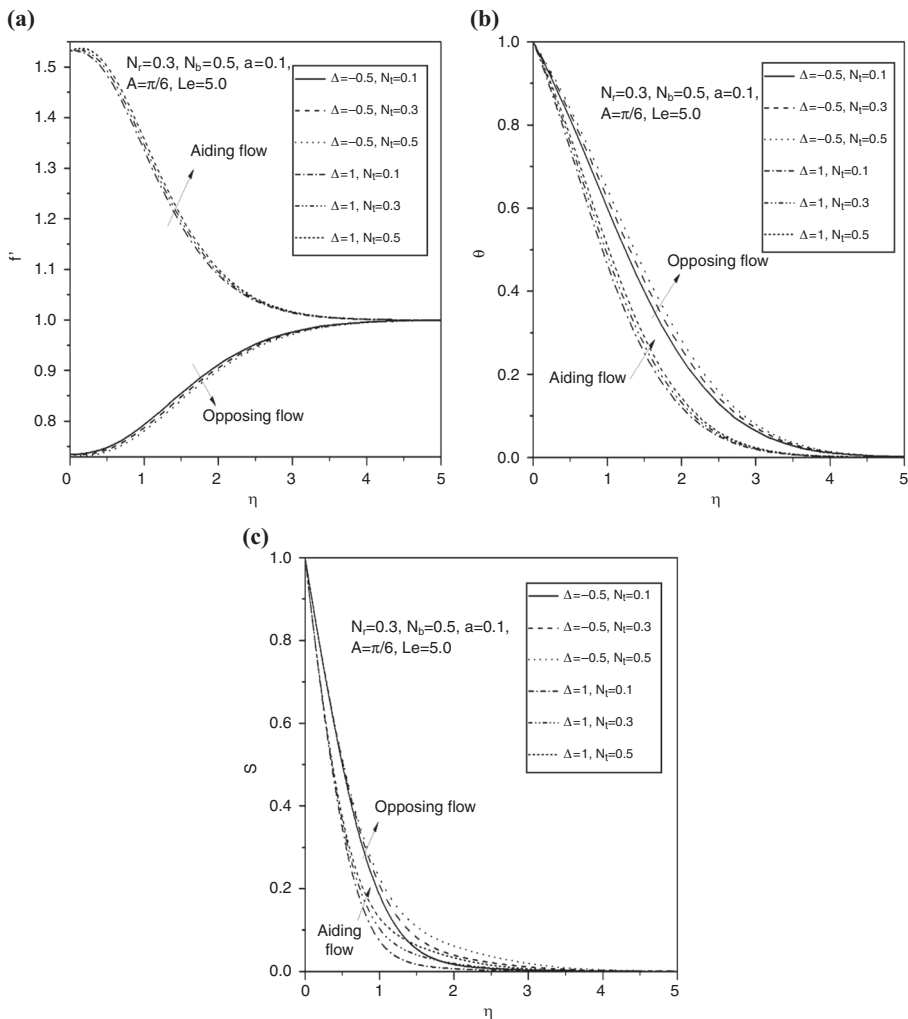 (a)
1.5
1.4
1.3
1.2
1.1
1.0
0.9
0.8
f'
N_r=0.3, N_b=0.5, a=0.1,
A=π/6, Le=5.0
Δ=−0.5, N_t=0.1
Δ=−0.5, N_t=0.3
Δ=−0.5, N_t=0.5
Δ=1, N_t=0.1
Δ=1, N_t=0.3
Δ=1, N_t=0.5
Aiding flow
Opposing flow
0 1 2 3 4 5
η
(b)
1.0
0.8
0.6
0.4
0.2
0.0
θ
N_r=0.3, N_b=0.5, a=0.1,
A=π/6, Le=5.0
Δ=−0.5, N_t=0.1
Δ=−0.5, N_t=0.3
Δ=−0.5, N_t=0.5
Δ=1, N_t=0.1
Δ=1, N_t=0.3
Δ=1, N_t=0.5
Opposing flow
Aiding flow
0 1 2 3 4 5
η
(c)
1.0
0.8
0.6
0.4
0.2
0.0
S
N_r=0.3, N_b=0.5, a=0.1,
A=π/6, Le=5.0
Δ=−0.5, N_t=0.1
Δ=−0.5, N_t=0.3
Δ=−0.5, N_t=0.5
Δ=1, N_t=0.1
Δ=1, N_t=0.3
Δ=1, N_t=0.5
Opposing flow
Aiding
flow
0 1 2 3 4 5
η